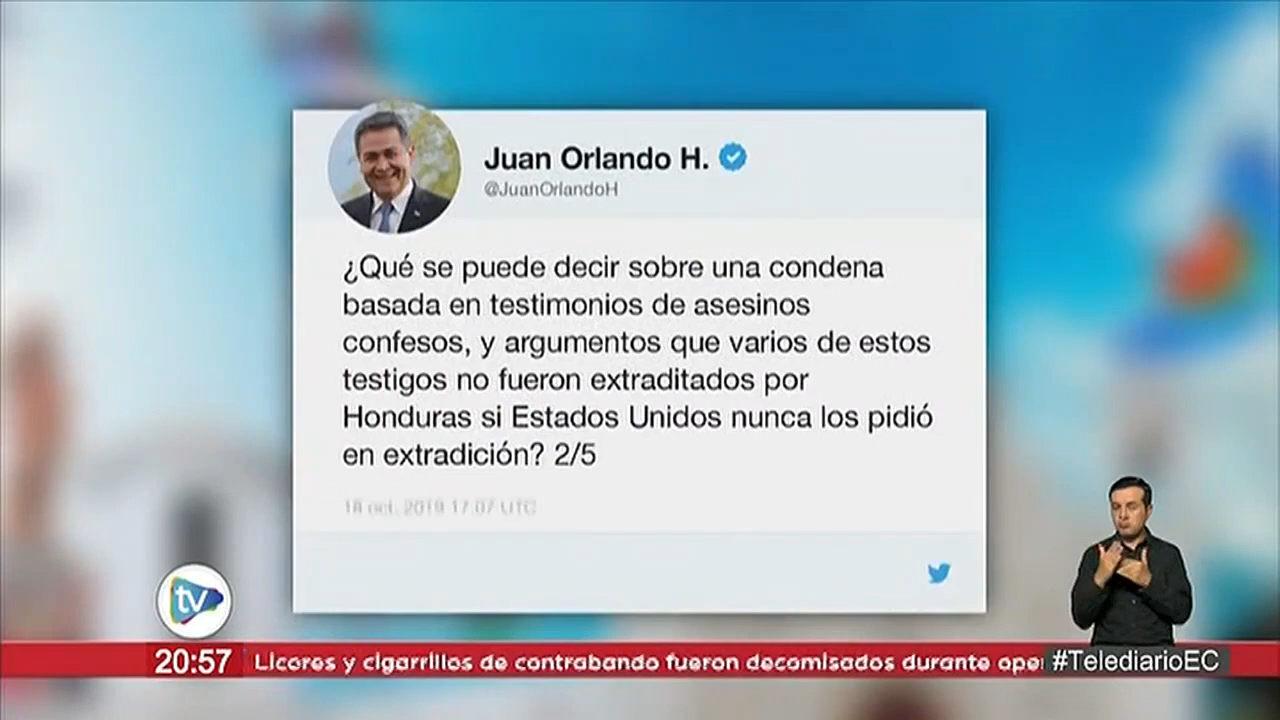 Juan Orlando H.
@JuanOrlandoH
¿Qué se puede decir sobre una condena
basada en testimonios de asesinos
confesos, y argumentos que varios de estos
testigos no fueron extraditados por
Honduras si Estados Unidos nunca los pidió
en extradición? 2/5
18 oct. 2019 17:07 UTC
tv
20:57 Licores y cigarrillos de contrabando fueron decomisados durante ope #TelediarioEC